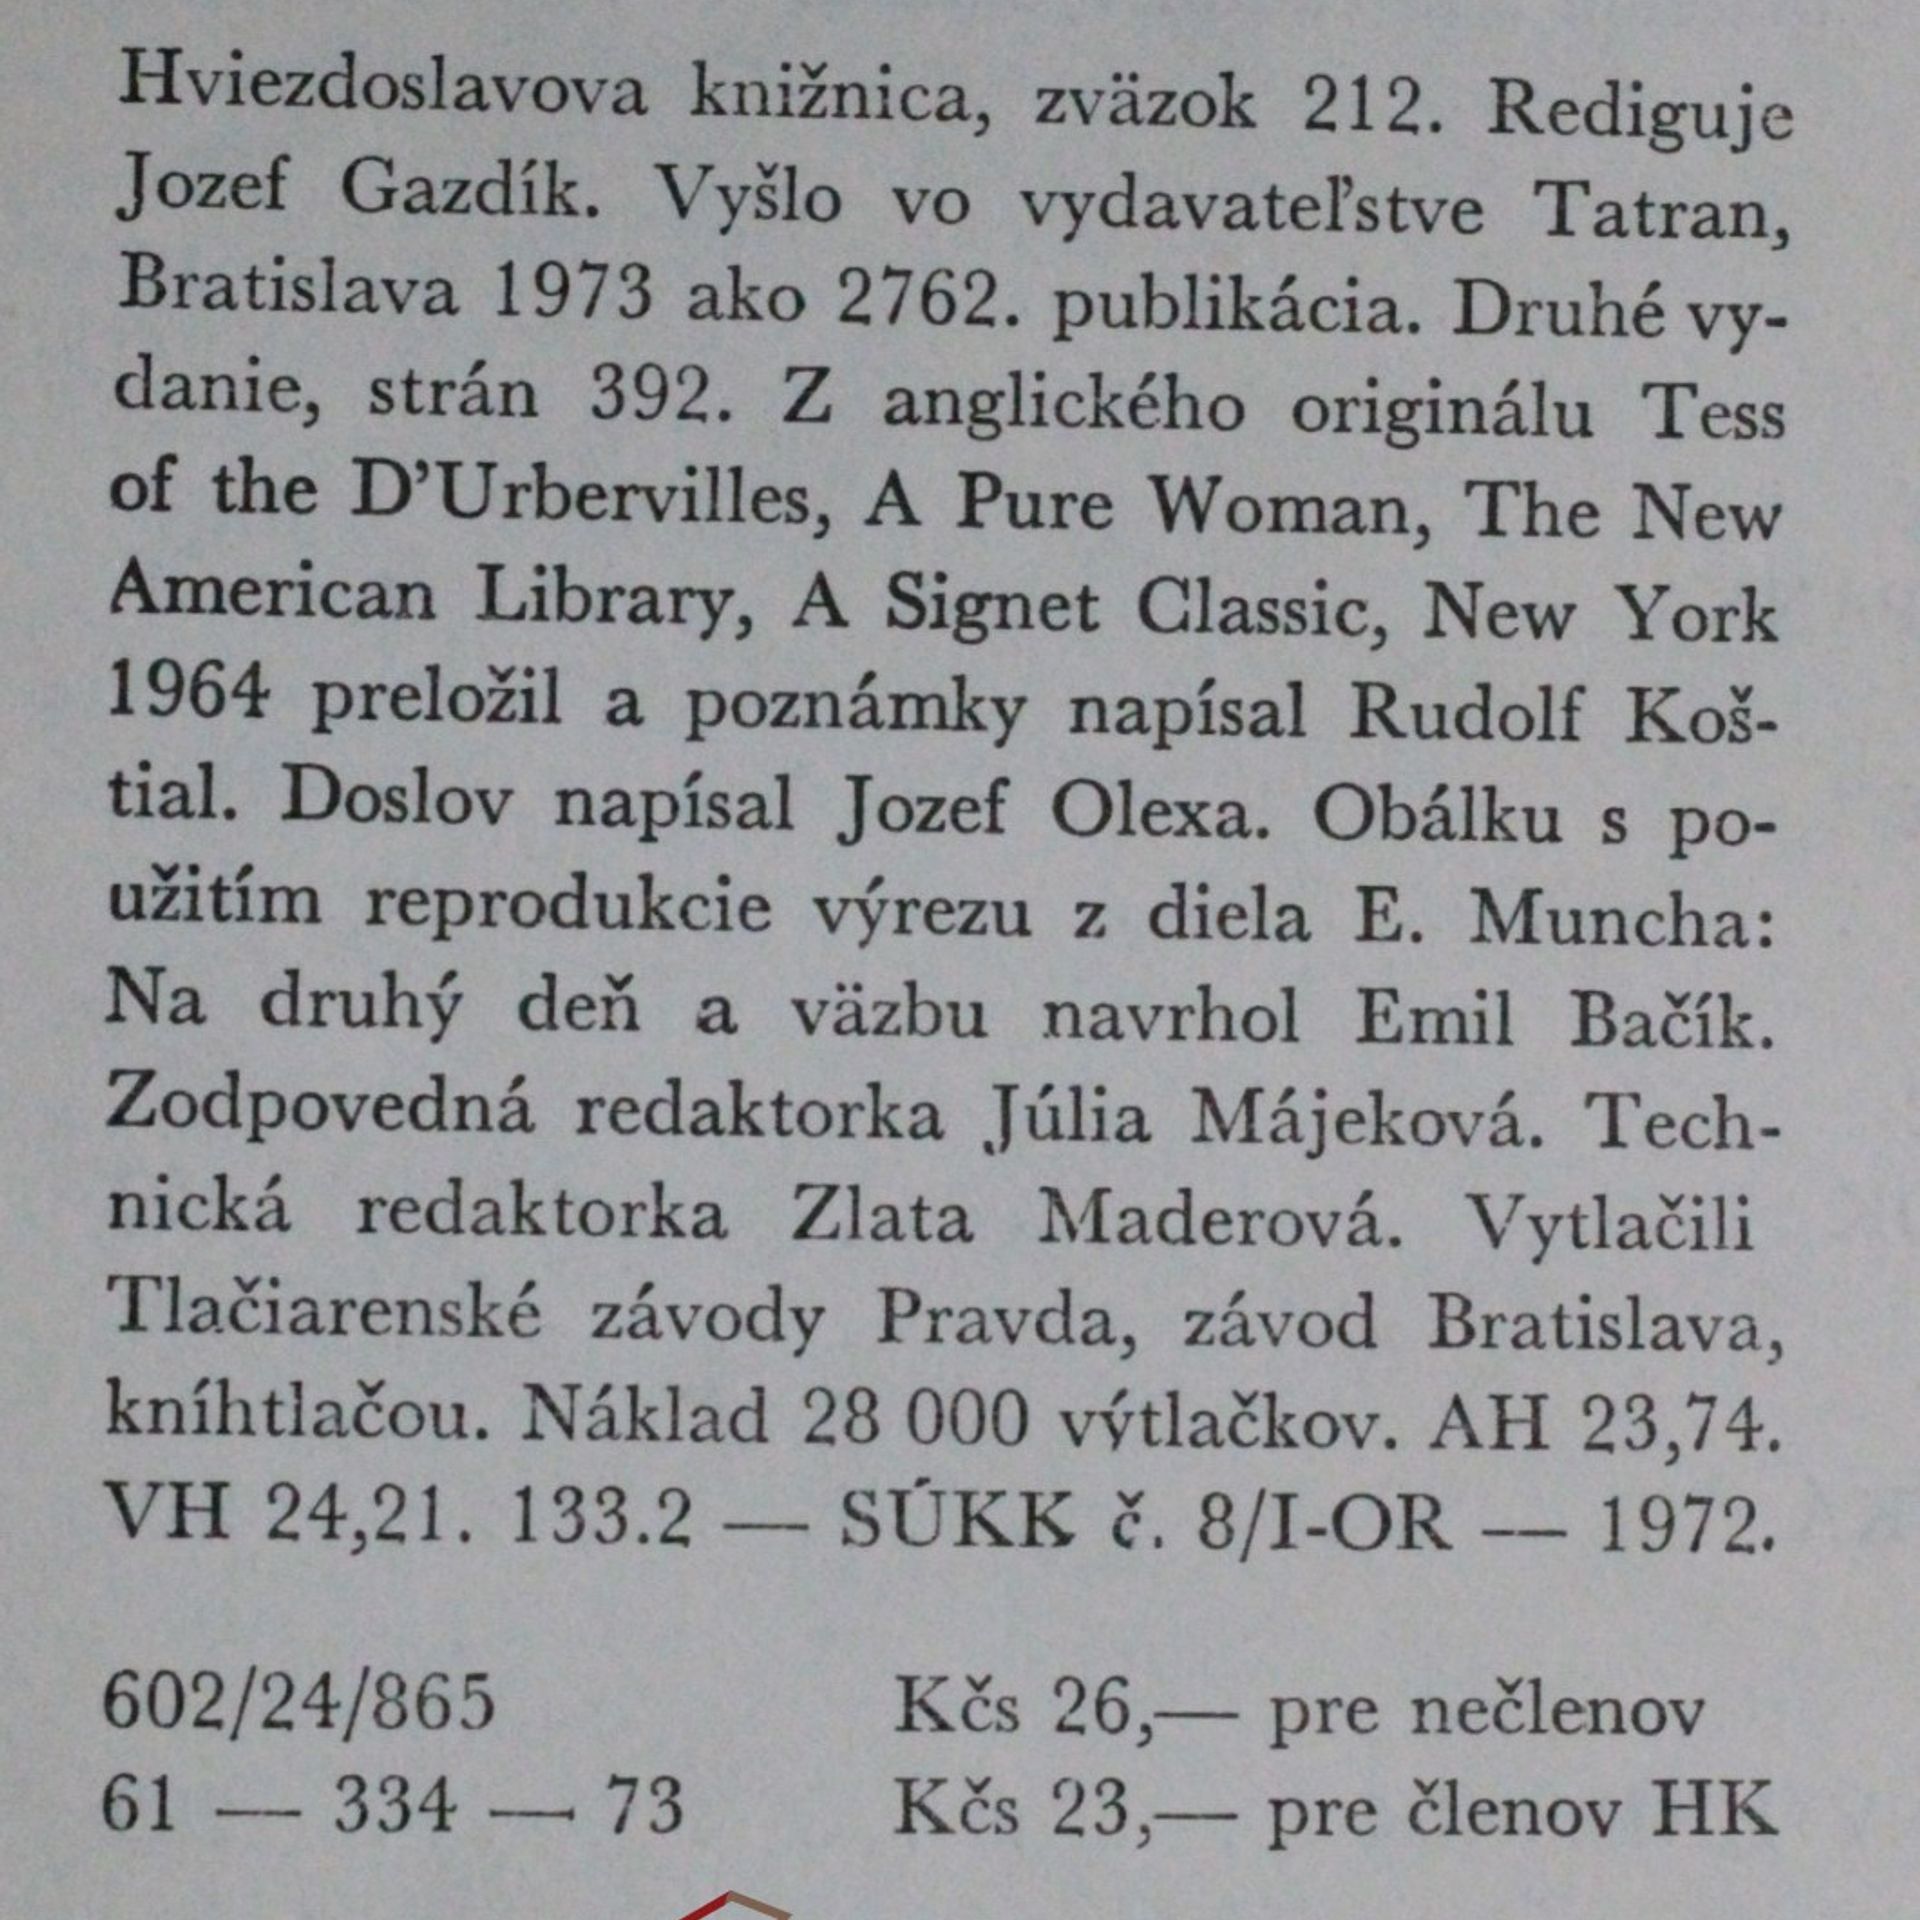 Hviezdoslavova knižnica, zväzok 212. Rediguje
Jozef Gazdík. Vyšlo vo vydavateľstve Tatran,
Bratislava 1973 ako 2762. publikácia. Druhé vy-
danie, strán 392. Z anglického originálu Tess
of the D’Urbervilles, A Pure Woman, The New
American Library, A Signet Classic, New York
1964 preložil a poznámky napísal Rudolf Koš-
tial. Doslov napísal Jozef Olexa. Obálku s po-
užitím reprodukcie výrezu z diela E. Muncha:
Na druhý deň a väzbu navrhol Emil Bačík.
Zodpovedná redaktorka Júlia Májeková. Tech-
nická redaktorka Zlata Maderová. Vytlačili
Tlačiarenské závody Pravda, závod Bratislava,
kníhtlačou. Náklad 28 000 výtlačkov. AH 23,74.
VH 24,21. 133.2 — SÚKK č. 8/I-OR — 1972.
602/24/865 Kčs 26,— pre nečlenov
61 — 334 — 73 Kčs 23,— pre členov HK